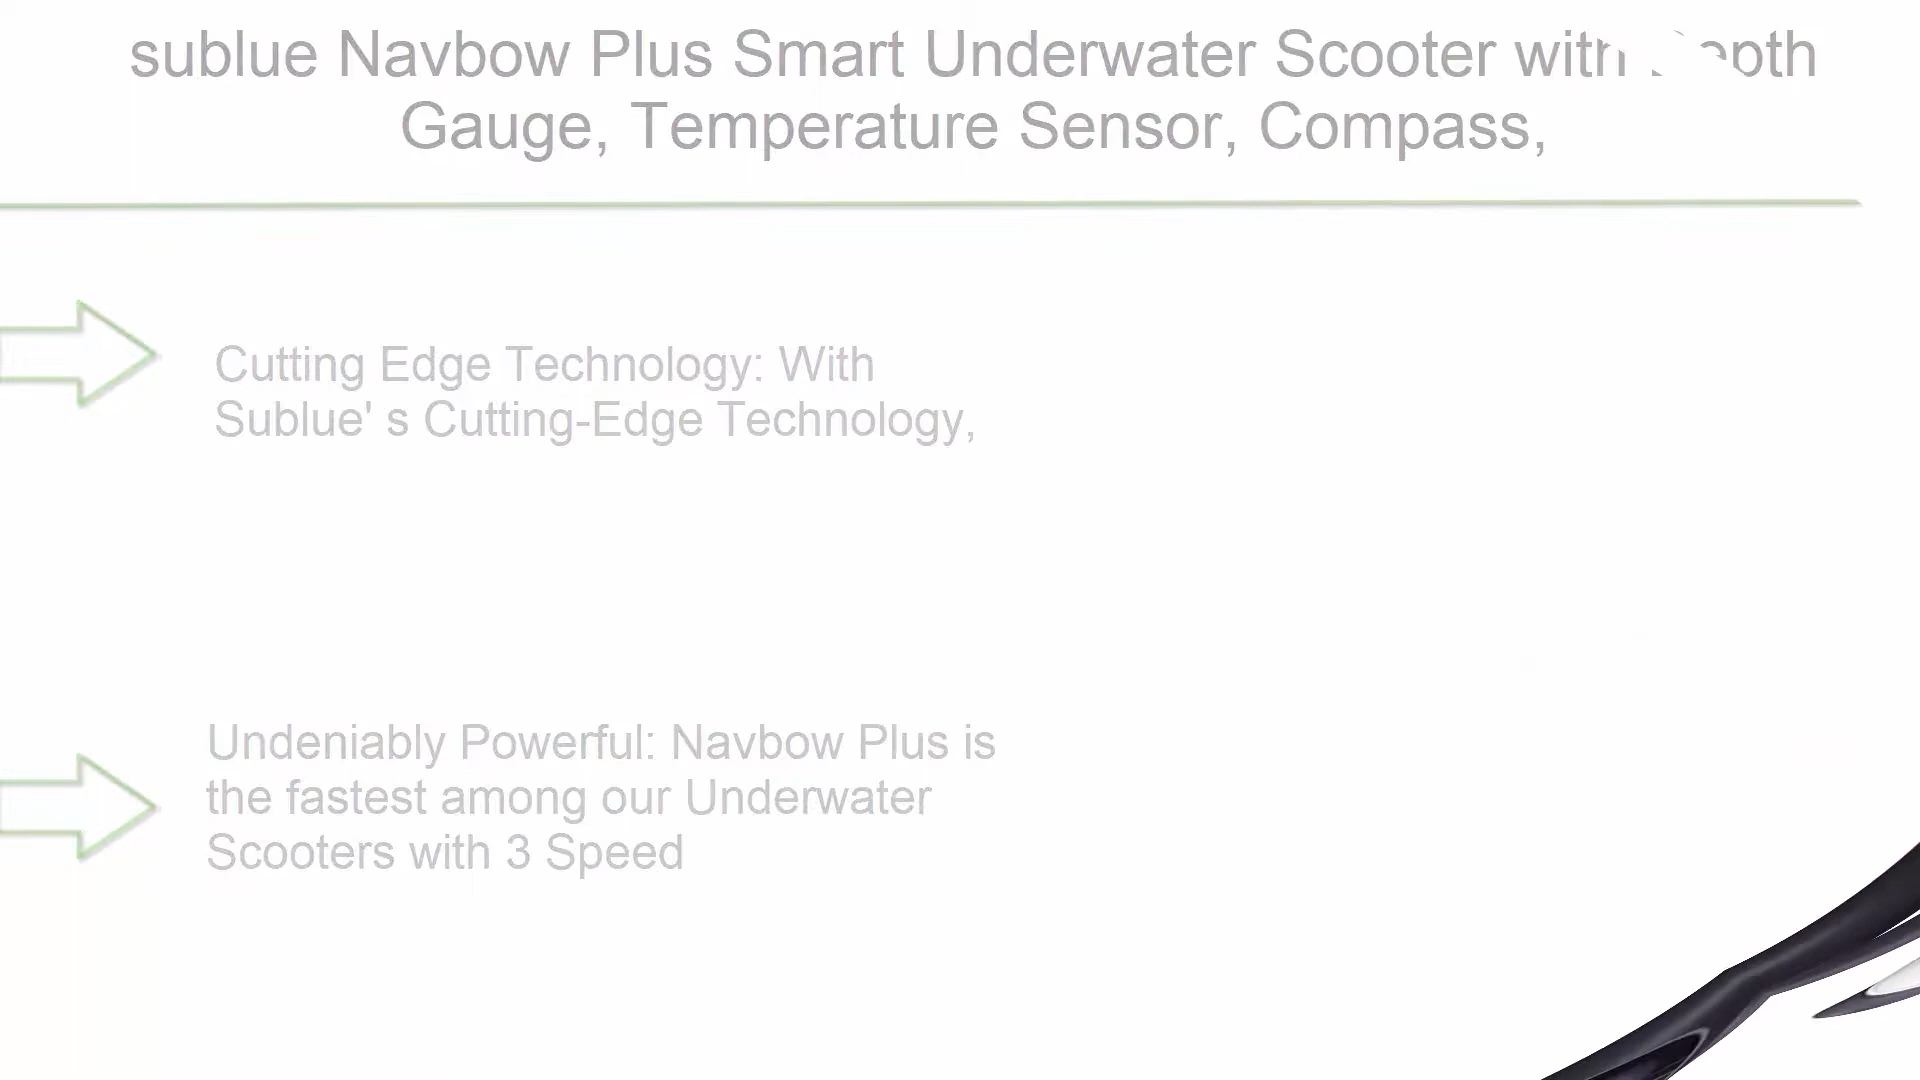 sublue Navbow Plus Smart Underwater Scooter with Depth
Gauge, Temperature Sensor, Compass,
Cutting Edge Technology: With
Sublue' s Cutting-Edge Technology,
Undeniably Powerful: Navbow Plus is
the fastest among our Underwater
Scooters with 3 Speed